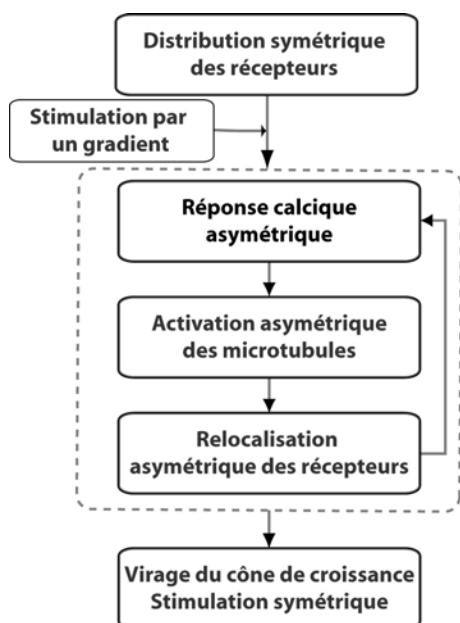 Distribution symétrique
des récepteurs
Stimulation par
un gradient
Réponse calcique
asymétrique
Activation asymétrique
des microtubules
Relocalisation
asymétrique des récepteurs
Virage du cône de croissance
Stimulation symétrique